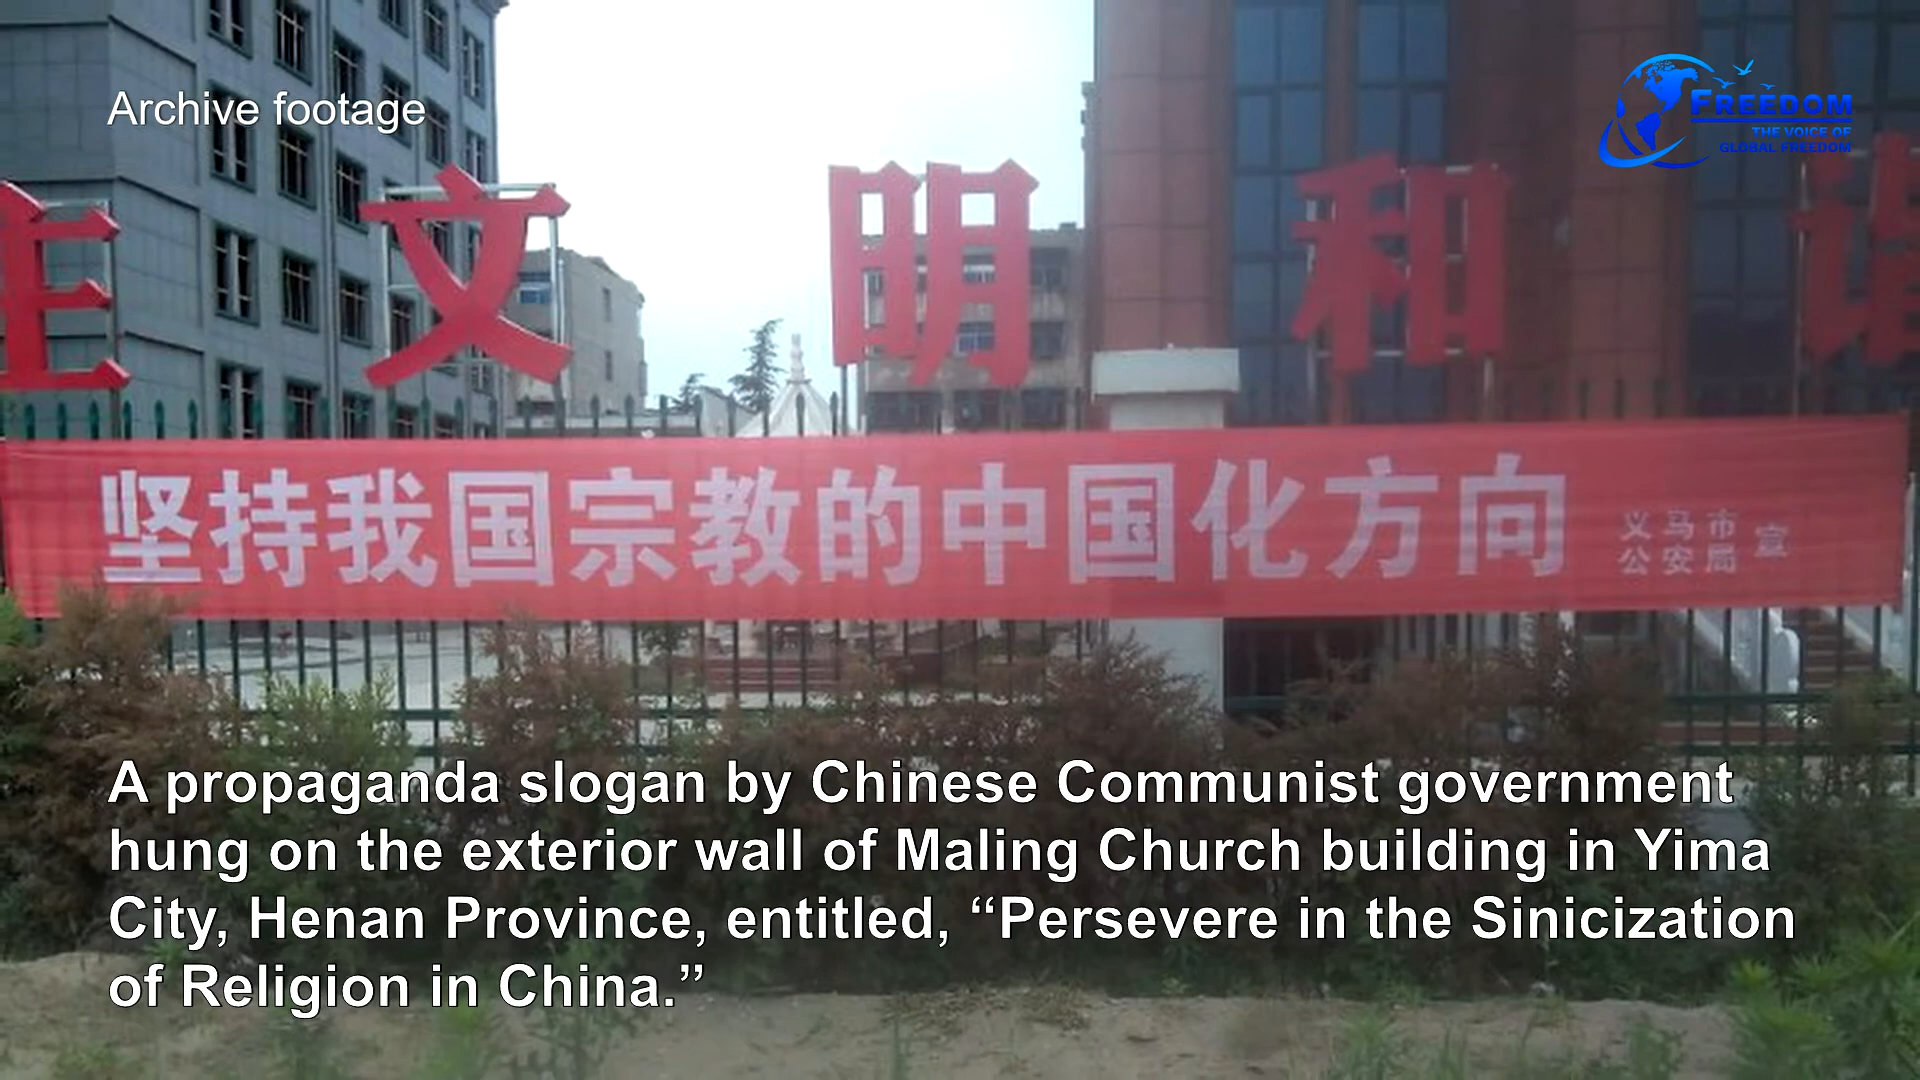 Archive footage
FREEDOM
THE VOICE OF
GLOBAL FREEDOM
主 文 明 和 谐
坚持我国宗教的中国化方向
义马市
公安局 宣
A propaganda slogan by Chinese Communist government
hung on the exterior wall of Maling Church building in Yima
City, Henan Province, entitled, “Persevere in the Sinicization
of Religion in China.”